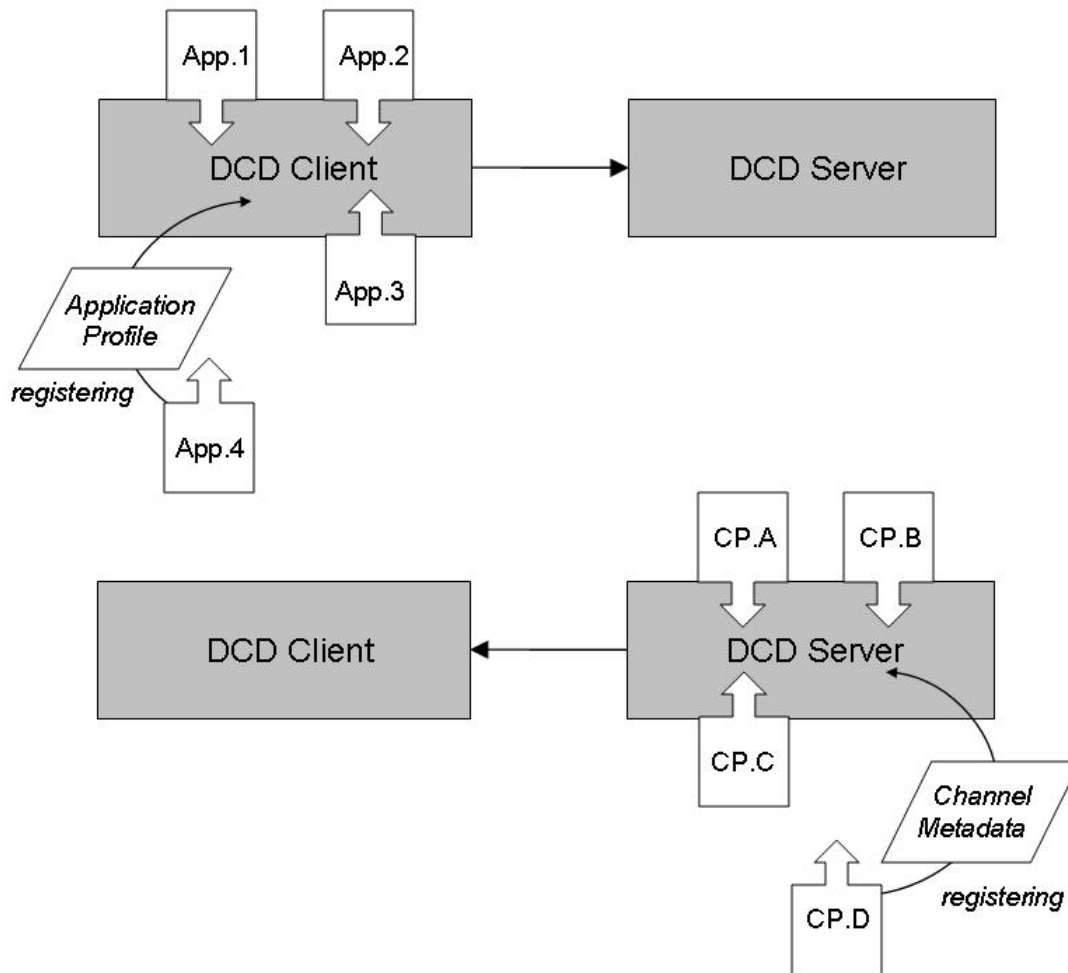 App.1
App.2
DCD Client
DCD Server
App.3
Application
Profile
registering
App.4
CP.A
CP.B
DCD Client
DCD Server
CP.C
Channel
Metadata
registering
CP.D